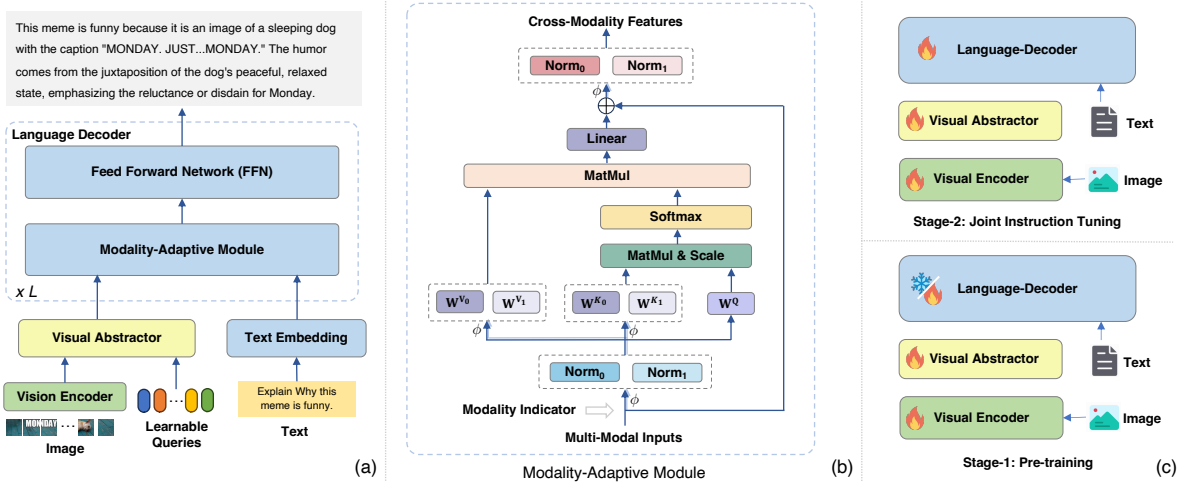 This meme is funny because it is an image of a sleeping dog
with the caption "MONDAY. JUST...MONDAY." The humor
comes from the juxtaposition of the dog's peaceful, relaxed
state, emphasizing the reluctance or disdain for Monday.
Language Decoder
Feed Forward Network (FFN)
Modality-Adaptive Module
x L
Visual Abstractor
Text Embedding
Vision Encoder
Explain Why this
meme is funny.
MONDAY
...
...
Image
Learnable
Queries
Text
(a)
Cross-Modality Features
Norm₀
Norm₁
ϕ
Linear
MatMul
Softmax
MatMul & Scale
W^V₀
W^V₁
W^K₀
W^K₁
W^Q
ϕ
ϕ
Norm₀
Norm₁
ϕ
Modality Indicator
Multi-Modal Inputs
Modality-Adaptive Module
(b)
Language-Decoder
Visual Abstractor
Text
Visual Encoder
Image
Stage-2: Joint Instruction Tuning
Language-Decoder
Visual Abstractor
Text
Visual Encoder
Image
Stage-1: Pre-training
(c)